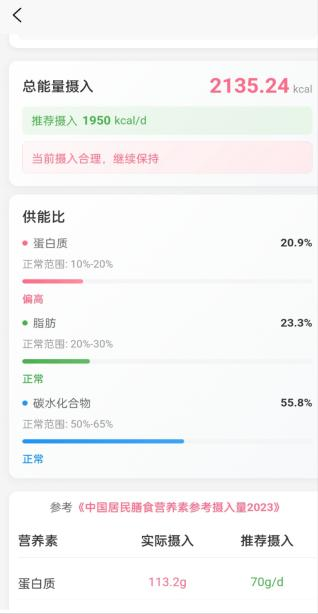 总能量摄入 2135.24 kcal
推荐摄入 1950 kcal/d
当前摄入合理，继续保持
供能比
蛋白质 20.9%
正常范围: 10%-20%
偏高
脂肪 23.3%
正常范围: 20%-30%
正常
碳水化合物 55.8%
正常范围: 50%-65%
正常
参考《中国居民膳食营养素参考摄入量2023》
营养素 实际摄入 推荐摄入
蛋白质 113.2g 70g/d